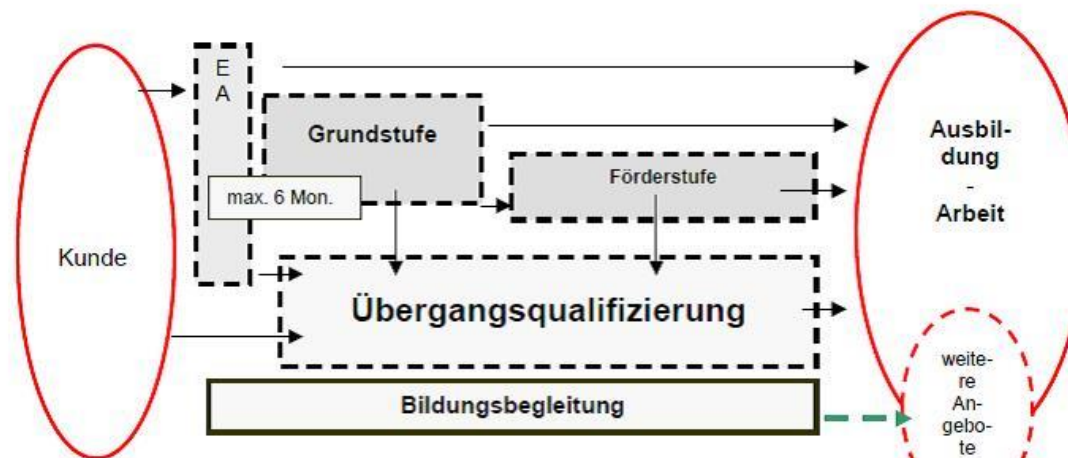 E
A
Grundstufe
max. 6 Mon.
Förderstufe
Kunde
Übergangsqualifizierung
Bildungsbegleitung
Ausbil-
dung
-
Arbeit
weite-
re
An-
gebo-
te